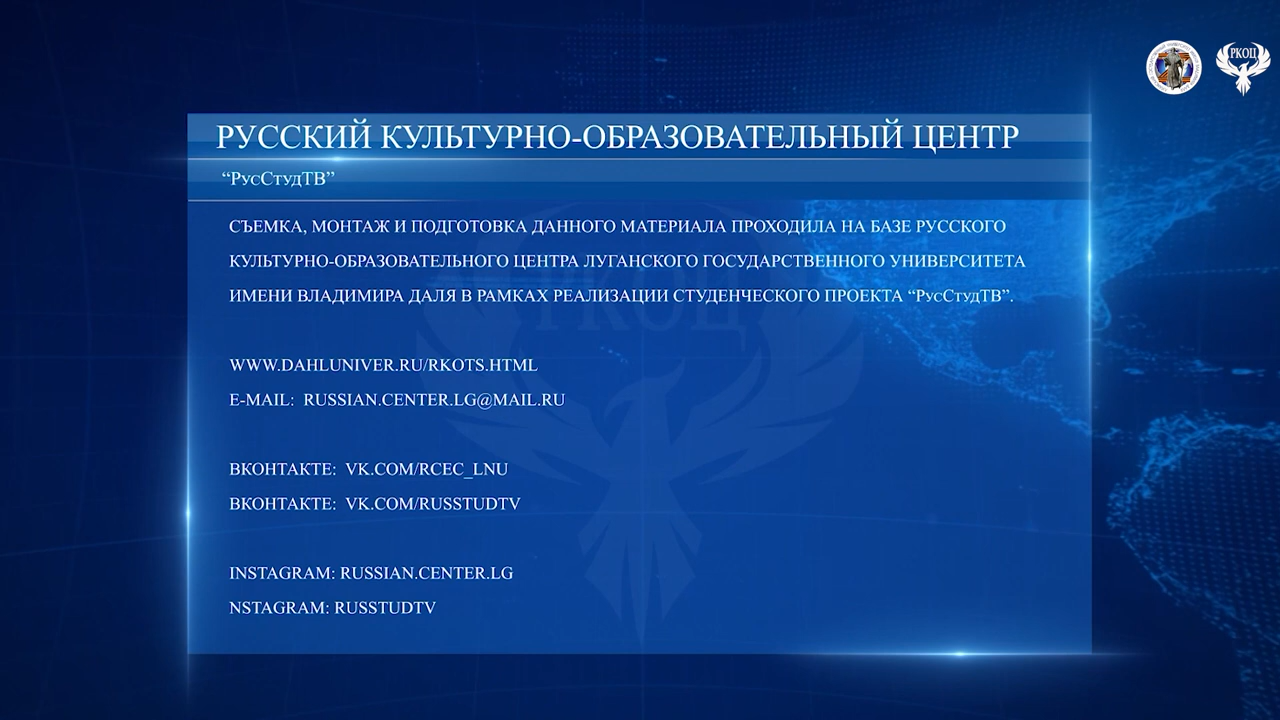 РКОЦ
РУССКИЙ КУЛЬТУРНО-ОБРАЗОВАТЕЛЬНЫЙ ЦЕНТР
“РусСтудТВ”
СЪЕМКА, МОНТАЖ И ПОДГОТОВКА ДАННОГО МАТЕРИАЛА ПРОХОДИЛА НА БАЗЕ РУССКОГО
КУЛЬТУРНО-ОБРАЗОВАТЕЛЬНОГО ЦЕНТРА ЛУГАНСКОГО ГОСУДАРСТВЕННОГО УНИВЕРСИТЕТА
ИМЕНИ ВЛАДИМИРА ДАЛЯ В РАМКАХ РЕАЛИЗАЦИИ СТУДЕНЧЕСКОГО ПРОЕКТА “РусСтудТВ”.
РКОЦ
WWW.DAHLUNIVER.RU/RKOTS.HTML
E-MAIL: RUSSIAN.CENTER.LG@MAIL.RU
ВКОНТАКТЕ: VK.COM/RCEC_LNU
ВКОНТАКТЕ: VK.COM/RUSSTUDTV
INSTAGRAM: RUSSIAN.CENTER.LG
NSTAGRAM: RUSSTUDTV